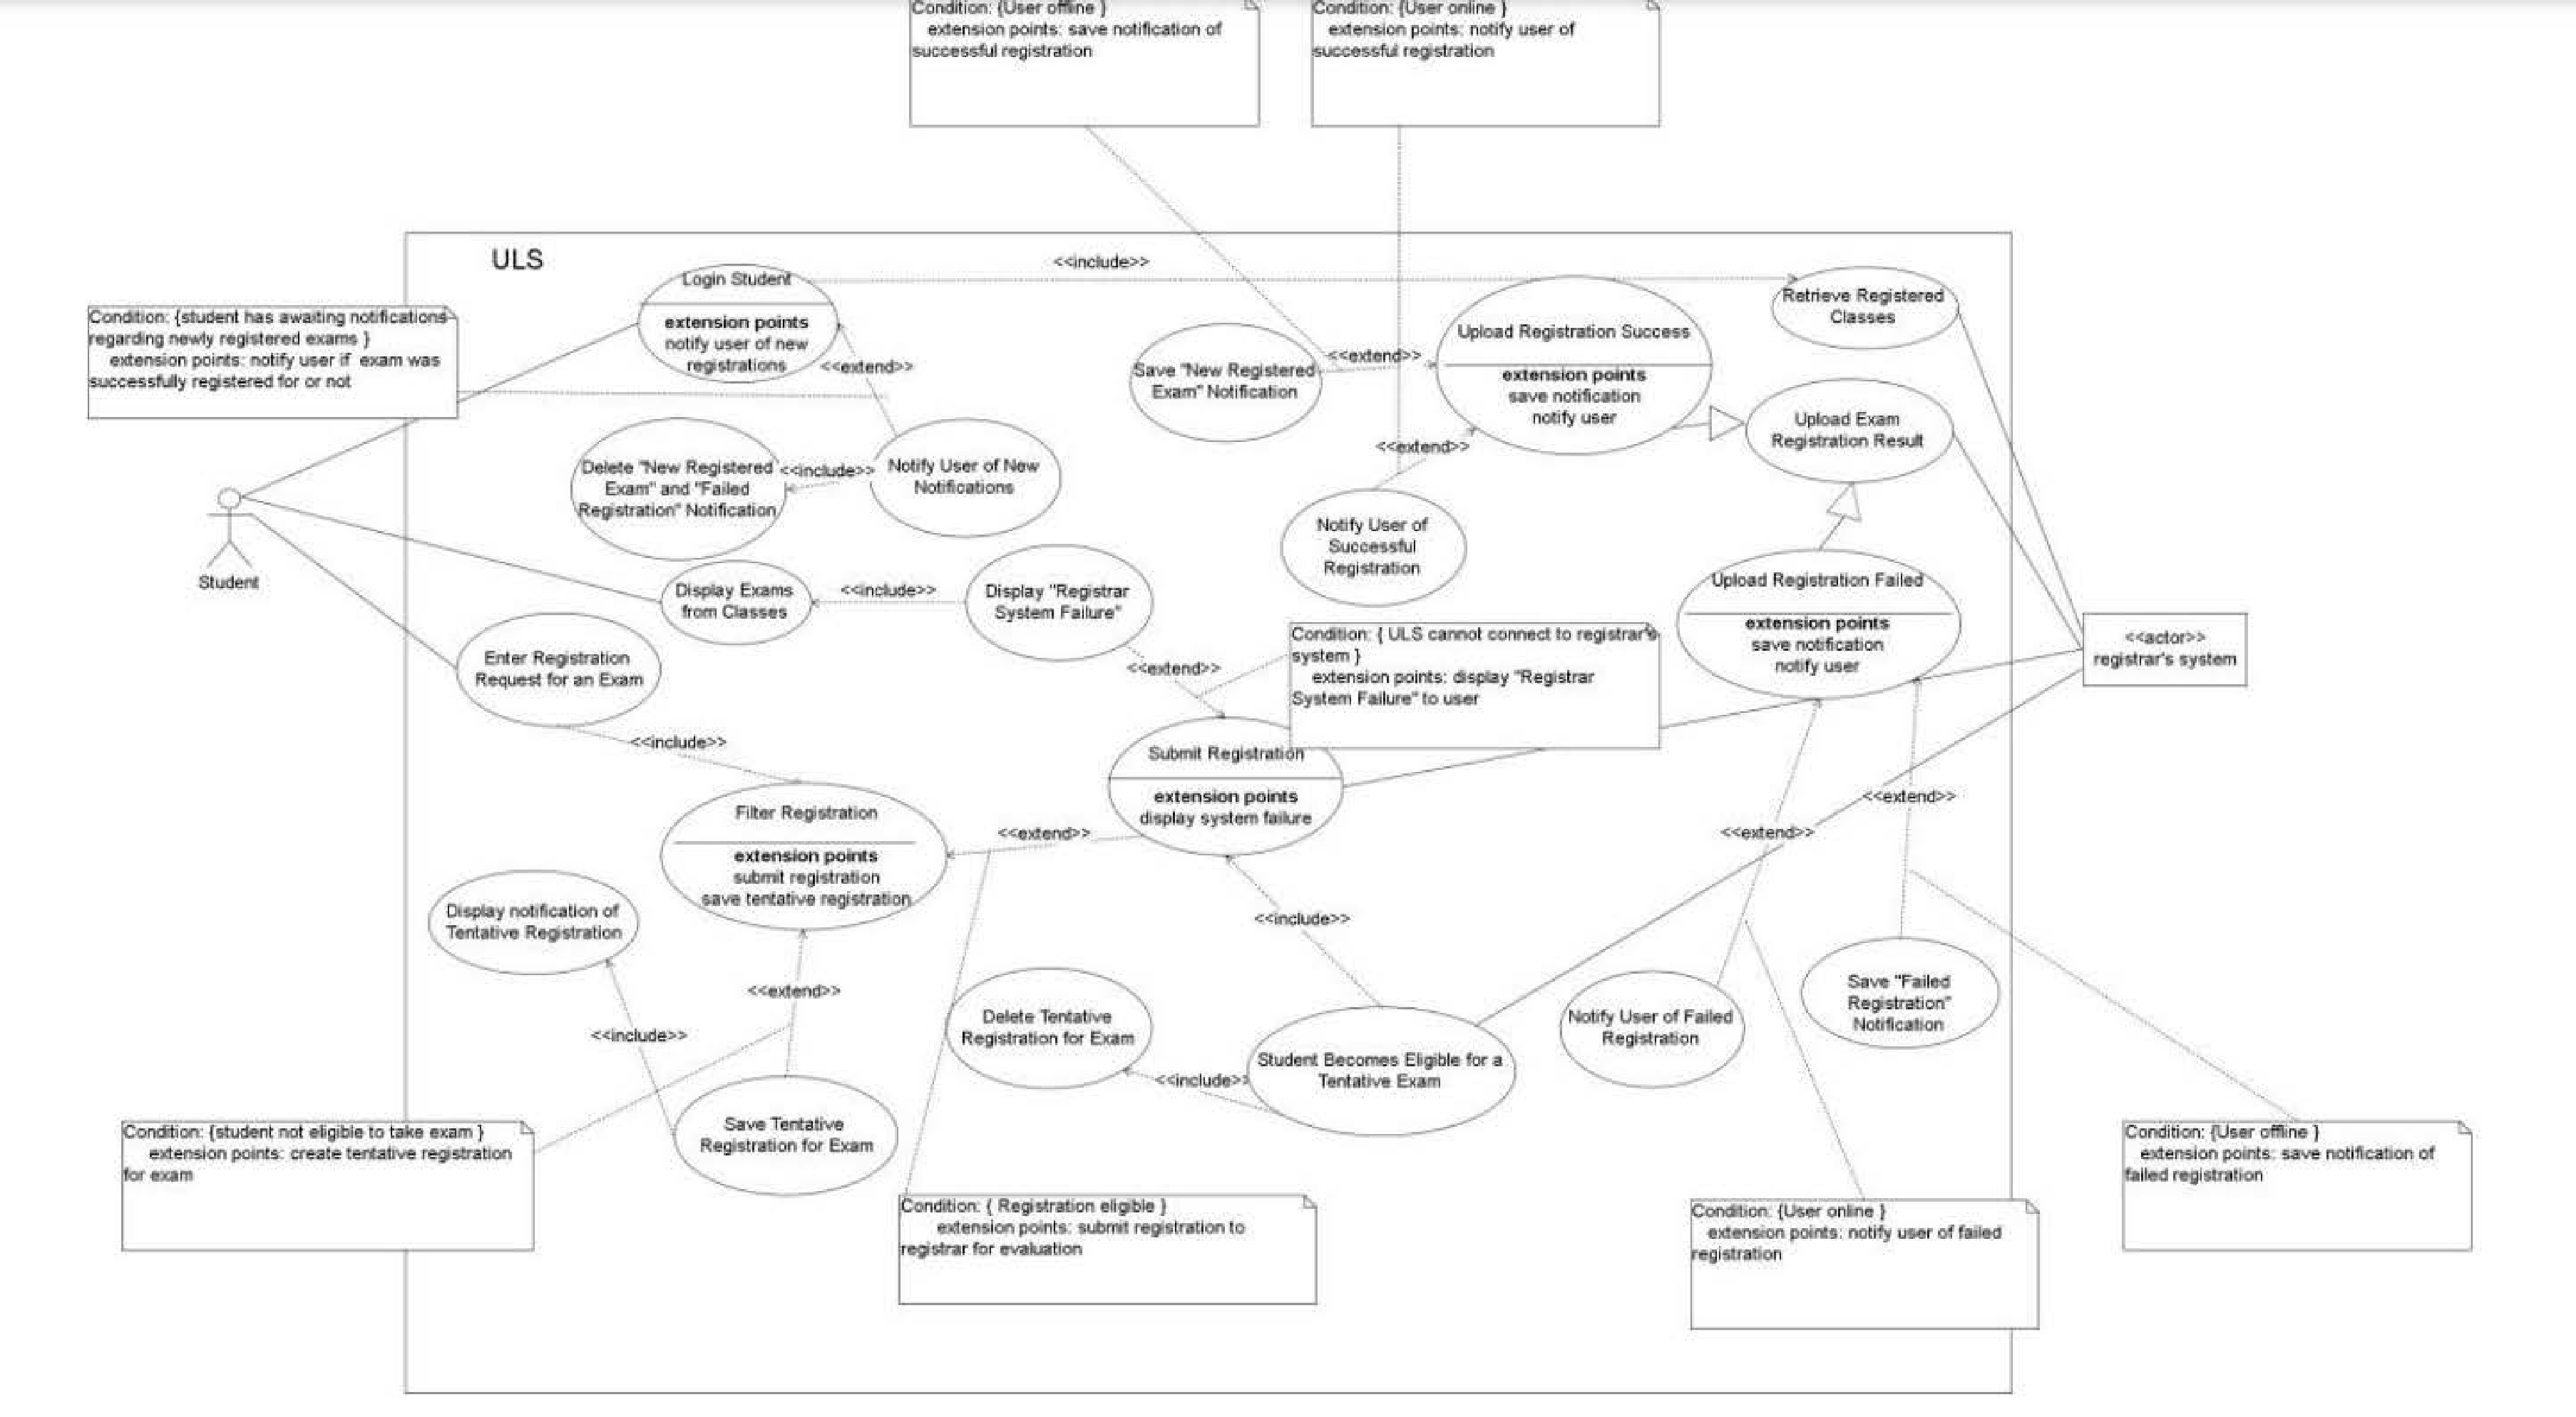 Condition: {User offline }
extension points: save notification of
successful registration
Condition: {User online }
extension points: notify user of
successful registration
ULS
<<include>>
Login Student
extension points
notify user of new
registrations
<<extend>>
Retrieve Registered
Classes
Condition: {student has awaiting notifications
regarding newly registered exams }
extension points: notify user if exam was
successfully registered for or not
Save "New Registered
Exam" Notification
<<extend>>
Upload Registration Success
extension points
save notification
notify user
Upload Exam
Registration Result
<<extend>>
Delete "New Registered
Exam" and "Failed
Registration" Notification
<<include>>
Notify User of New
Notifications
Notify User of
Successful
Registration
Student
Display Exams
from Classes
<<include>>
Display "Registrar
System Failure"
Upload Registration Failed
extension points
save notification
notify user
<<actor>>
registrar's system
Enter Registration
Request for an Exam
<<extend>>
Condition: { ULS cannot connect to registrar's
system }
extension points: display "Registrar
System Failure" to user
<<include>>
Submit Registration
extension points
display system failure
Filter Registration
extension points
submit registration
save tentative registration
<<extend>>
<<extend>>
<<extend>>
Display notification of
Tentative Registration
<<include>>
<<extend>>
<<include>>
Delete Tentative
Registration for Exam
Student Becomes Eligible for a
Tentative Exam
<<include>>
Notify User of Failed
Registration
Save "Failed
Registration"
Notification
Save Tentative
Registration for Exam
Condition: {student not eligible to take exam }
extension points: create tentative registration
for exam
Condition: { Registration eligible }
extension points: submit registration to
registrar for evaluation
Condition: {User online }
extension points: notify user of failed
registration
Condition: {User offline }
extension points: save notification of
failed registration